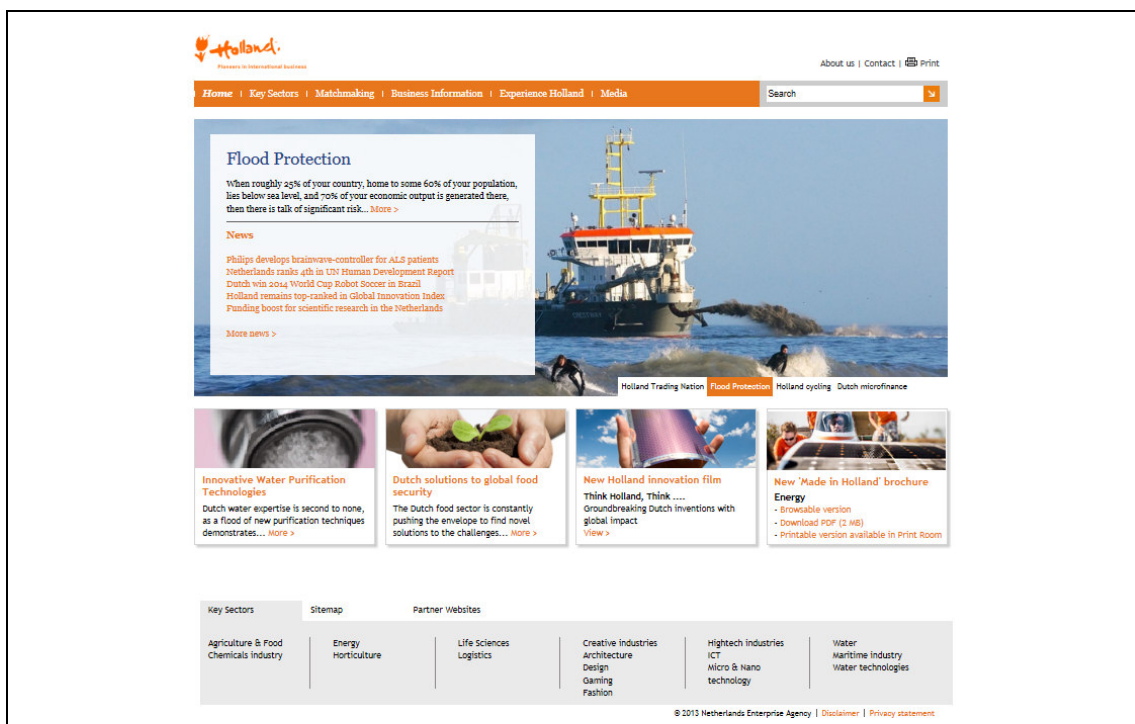 Holland.
Pioneers in international business
About us | Contact | Print
Home | Key Sectors | Matchmaking | Business Information | Experience Holland | Media
Search
Flood Protection
When roughly 25% of your country, home to some 60% of your population,
lies below sea level, and 70% of your economic output is generated there,
then there is talk of significant risk... More >
News
Philips develops brainwave-controller for ALS patients
Netherlands ranks 4th in UN Human Development Report
Dutch win 2014 World Cup Robot Soccer in Brazil
Holland remains top-ranked in Global Innovation Index
Funding boost for scientific research in the Netherlands
More news >
Holland Trading Nation Flood Protection Holland cycling Dutch microfinance
Innovative Water Purification
Technologies
Dutch water expertise is second to none,
as a flood of new purification techniques
demonstrates... More >
Dutch solutions to global food
security
The Dutch food sector is constantly
pushing the envelope to find novel
solutions to the challenges... More >
New Holland innovation film
Think Holland, Think ....
Groundbreaking Dutch inventions with
global impact
View >
New 'Made in Holland' brochure
Energy
- Browsable version
- Download PDF (2 MB)
- Printable version available in Print Room
Key Sectors Sitemap Partner Websites
Agriculture & Food
Chemicals industry
Energy
Horticulture
Life Sciences
Logistics
Creative industries
Architecture
Design
Gaming
Fashion
Hightech industries
ICT
Micro & Nano
technology
Water
Maritime industry
Water technologies
© 2013 Netherlands Enterprise Agency | Disclaimer | Privacy statement